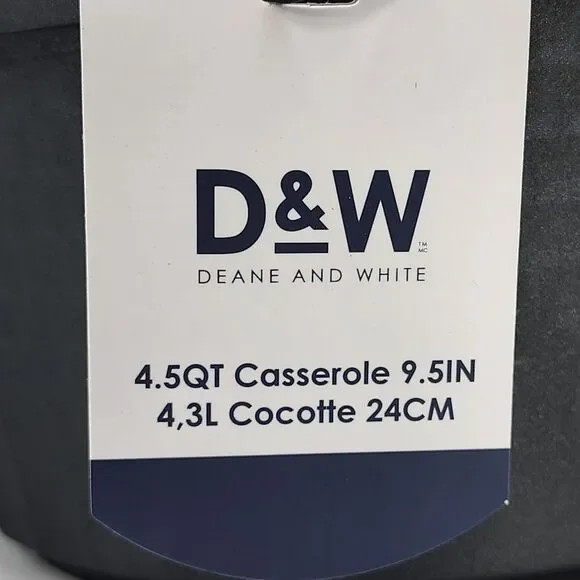 D&W
TM
MC
DEANE AND WHITE
4.5QT Casserole 9.5IN
4,3L Cocotte 24CM